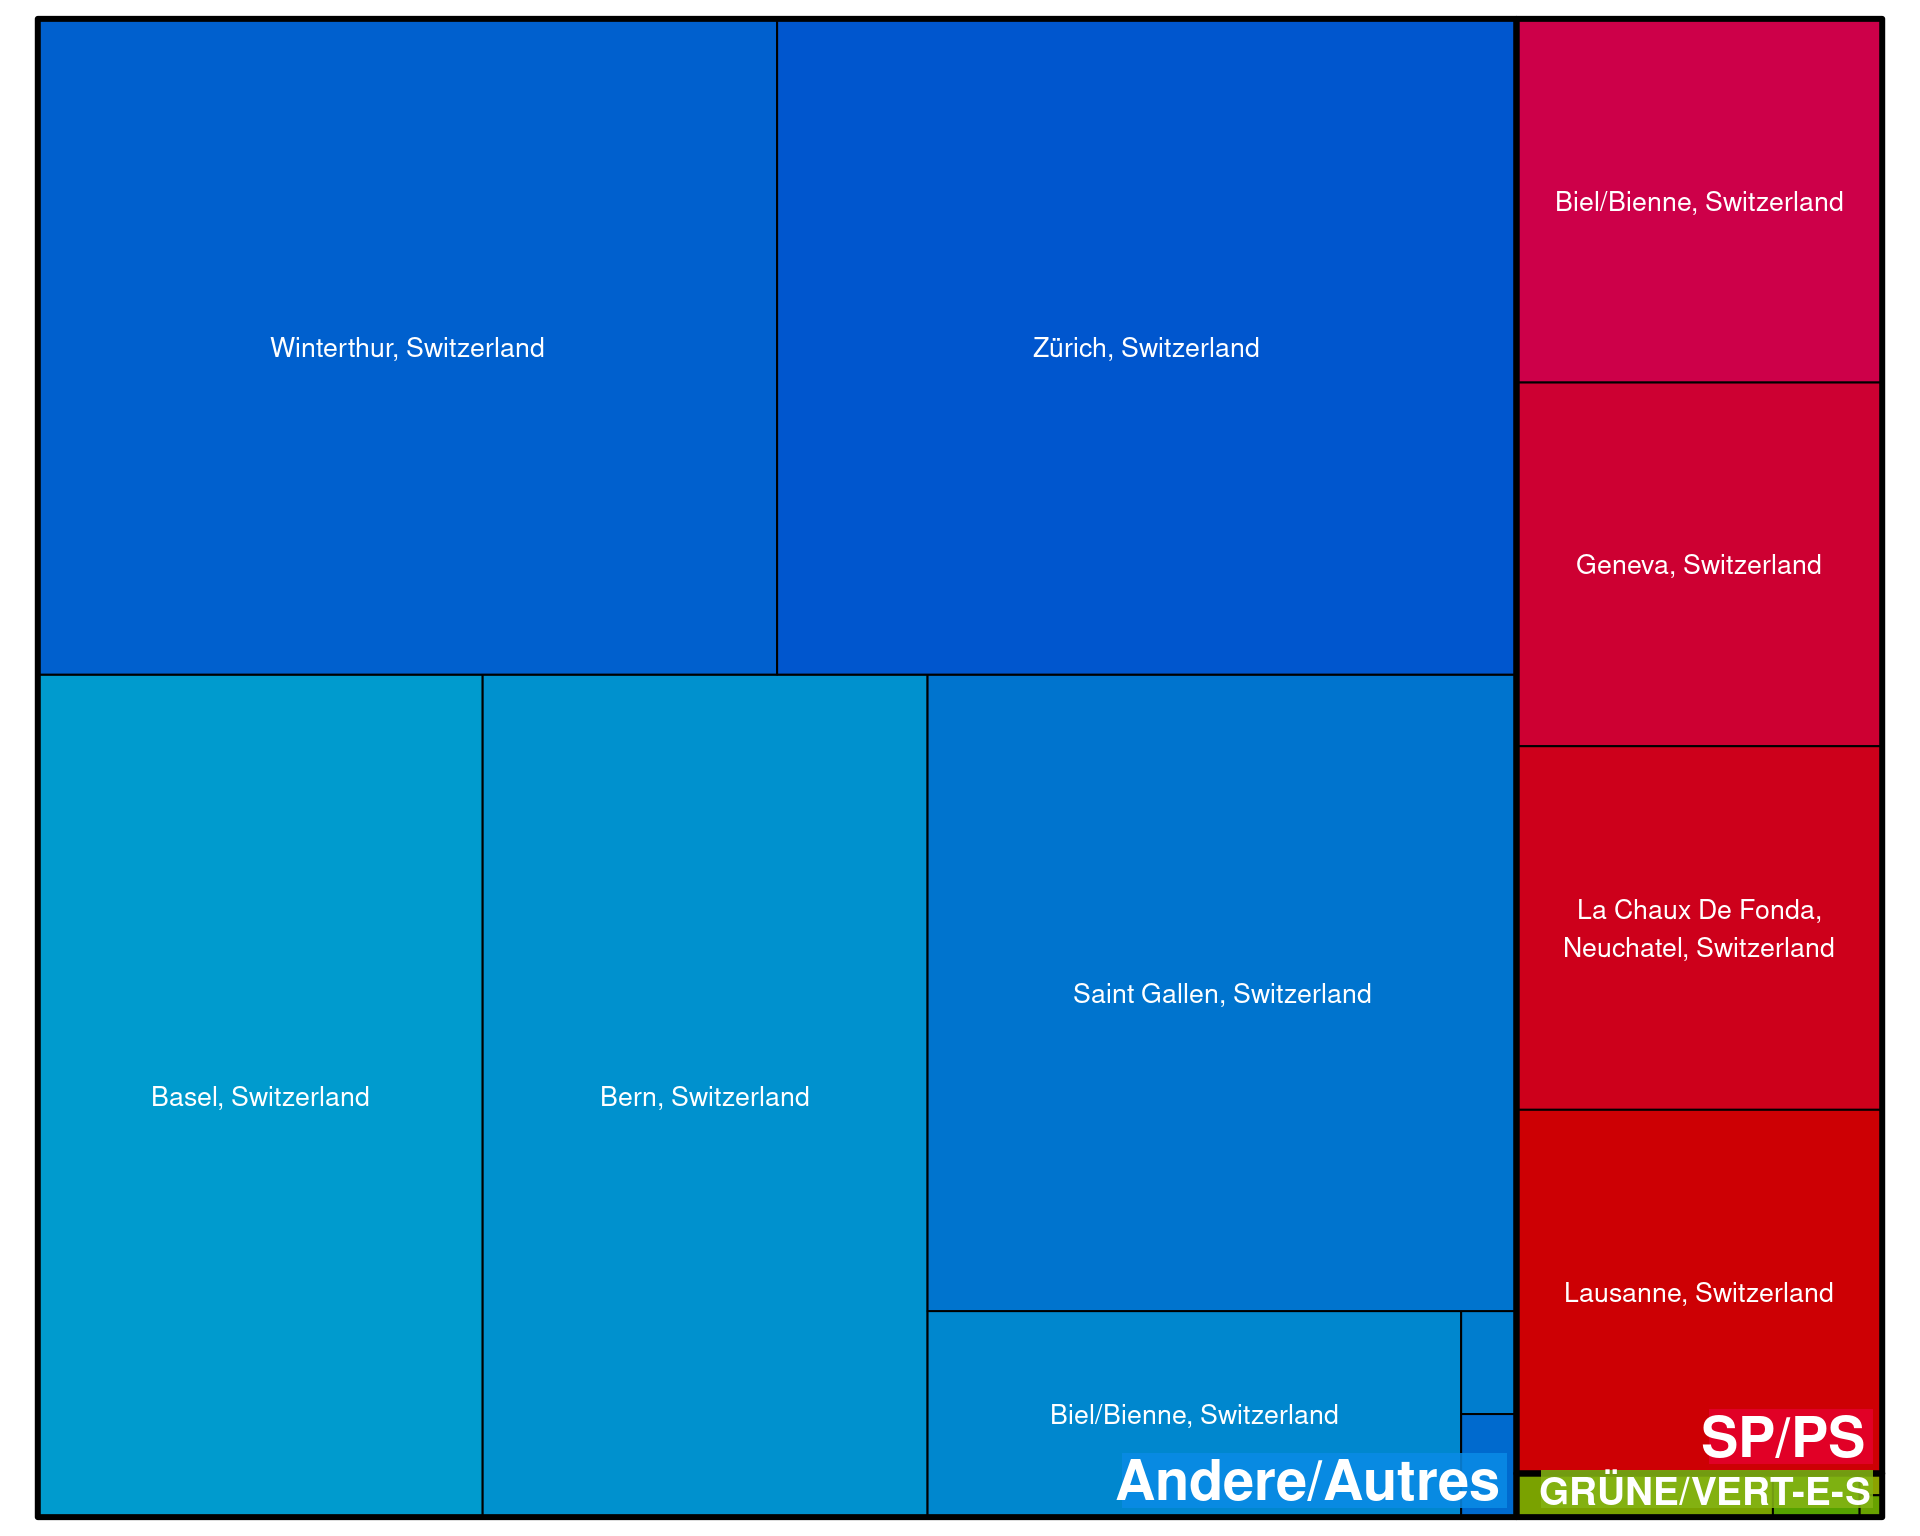 Winterthur, Switzerland
Zürich, Switzerland
Biel/Bienne, Switzerland
Geneva, Switzerland
La Chaux De Fonda,
Neuchatel, Switzerland
Basel, Switzerland
Bern, Switzerland
Saint Gallen, Switzerland
Lausanne, Switzerland
Biel/Bienne, Switzerland
SP/PS
Andere/Autres
GRÜNE/VERT-E-S